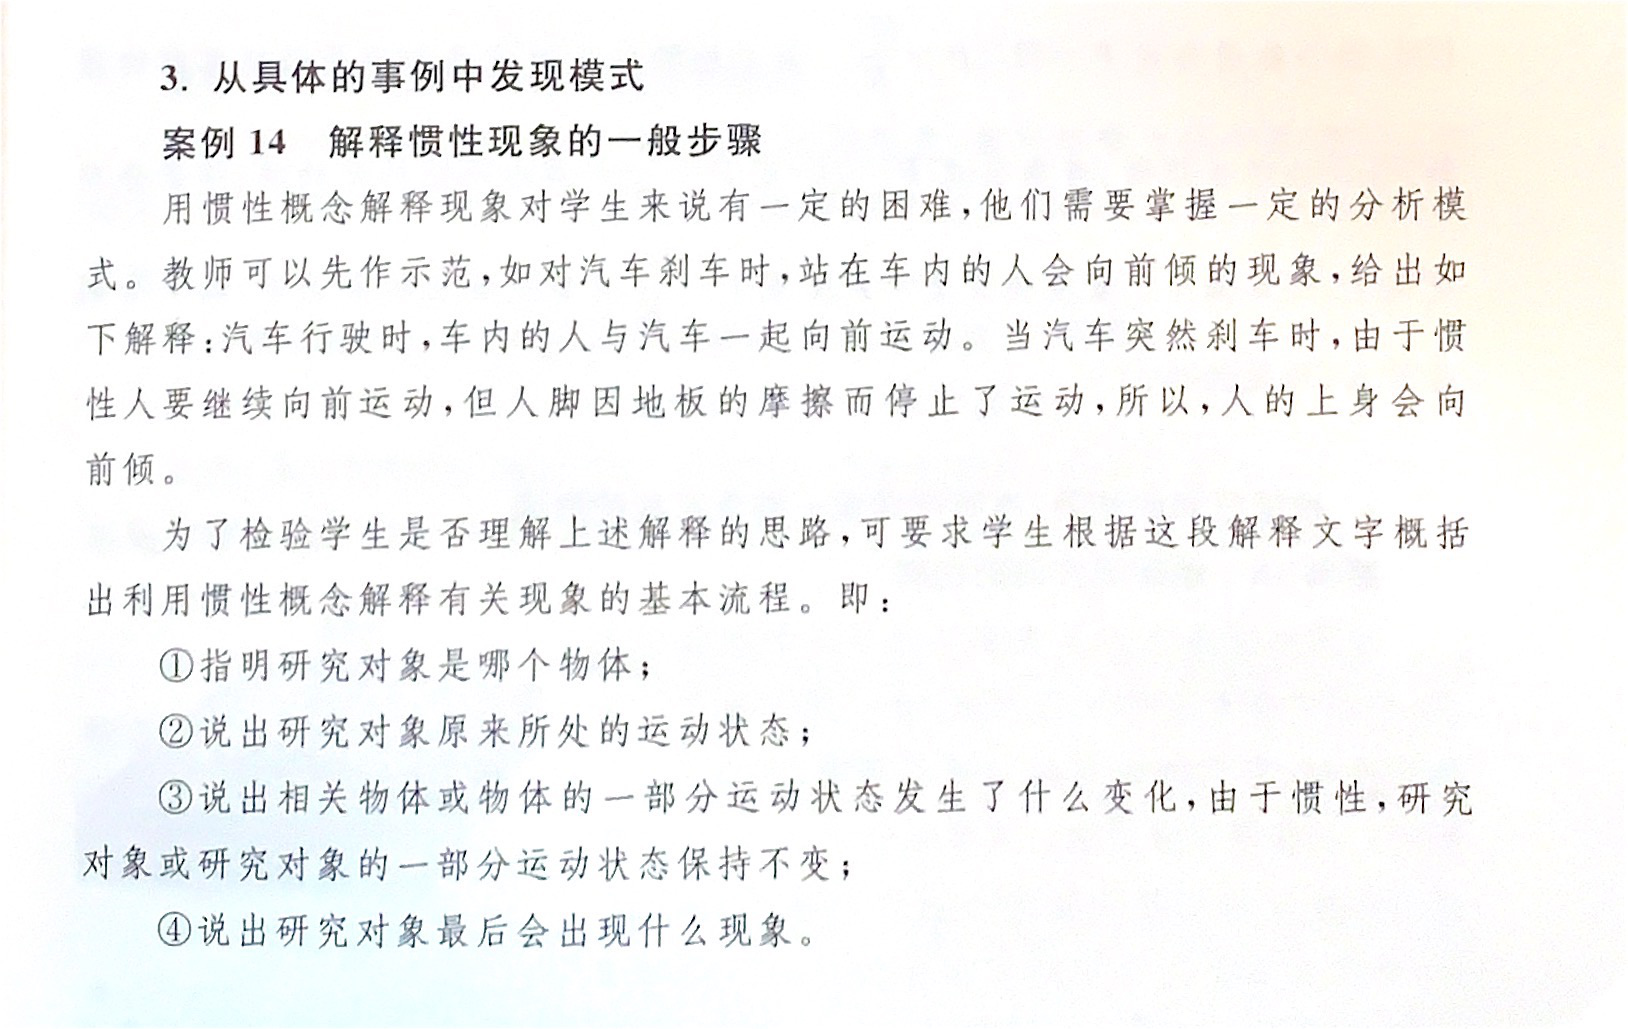 3. 从具体的事例中发现模式
案例 14　解释惯性现象的一般步骤
用惯性概念解释现象对学生来说有一定的困难,他们需要掌握一定的分析模
式。教师可以先作示范,如对汽车刹车时,站在车内的人会向前倾的现象,给出如
下解释:汽车行驶时,车内的人与汽车一起向前运动。当汽车突然刹车时,由于惯
性人要继续向前运动,但人脚因地板的摩擦而停止了运动,所以,人的上身会向
前倾。
为了检验学生是否理解上述解释的思路,可要求学生根据这段解释文字概括
出利用惯性概念解释有关现象的基本流程。即:
①指明研究对象是哪个物体;
②说出研究对象原来所处的运动状态;
③说出相关物体或物体的一部分运动状态发生了什么变化,由于惯性,研究
对象或研究对象的一部分运动状态保持不变;
④说出研究对象最后会出现什么现象。